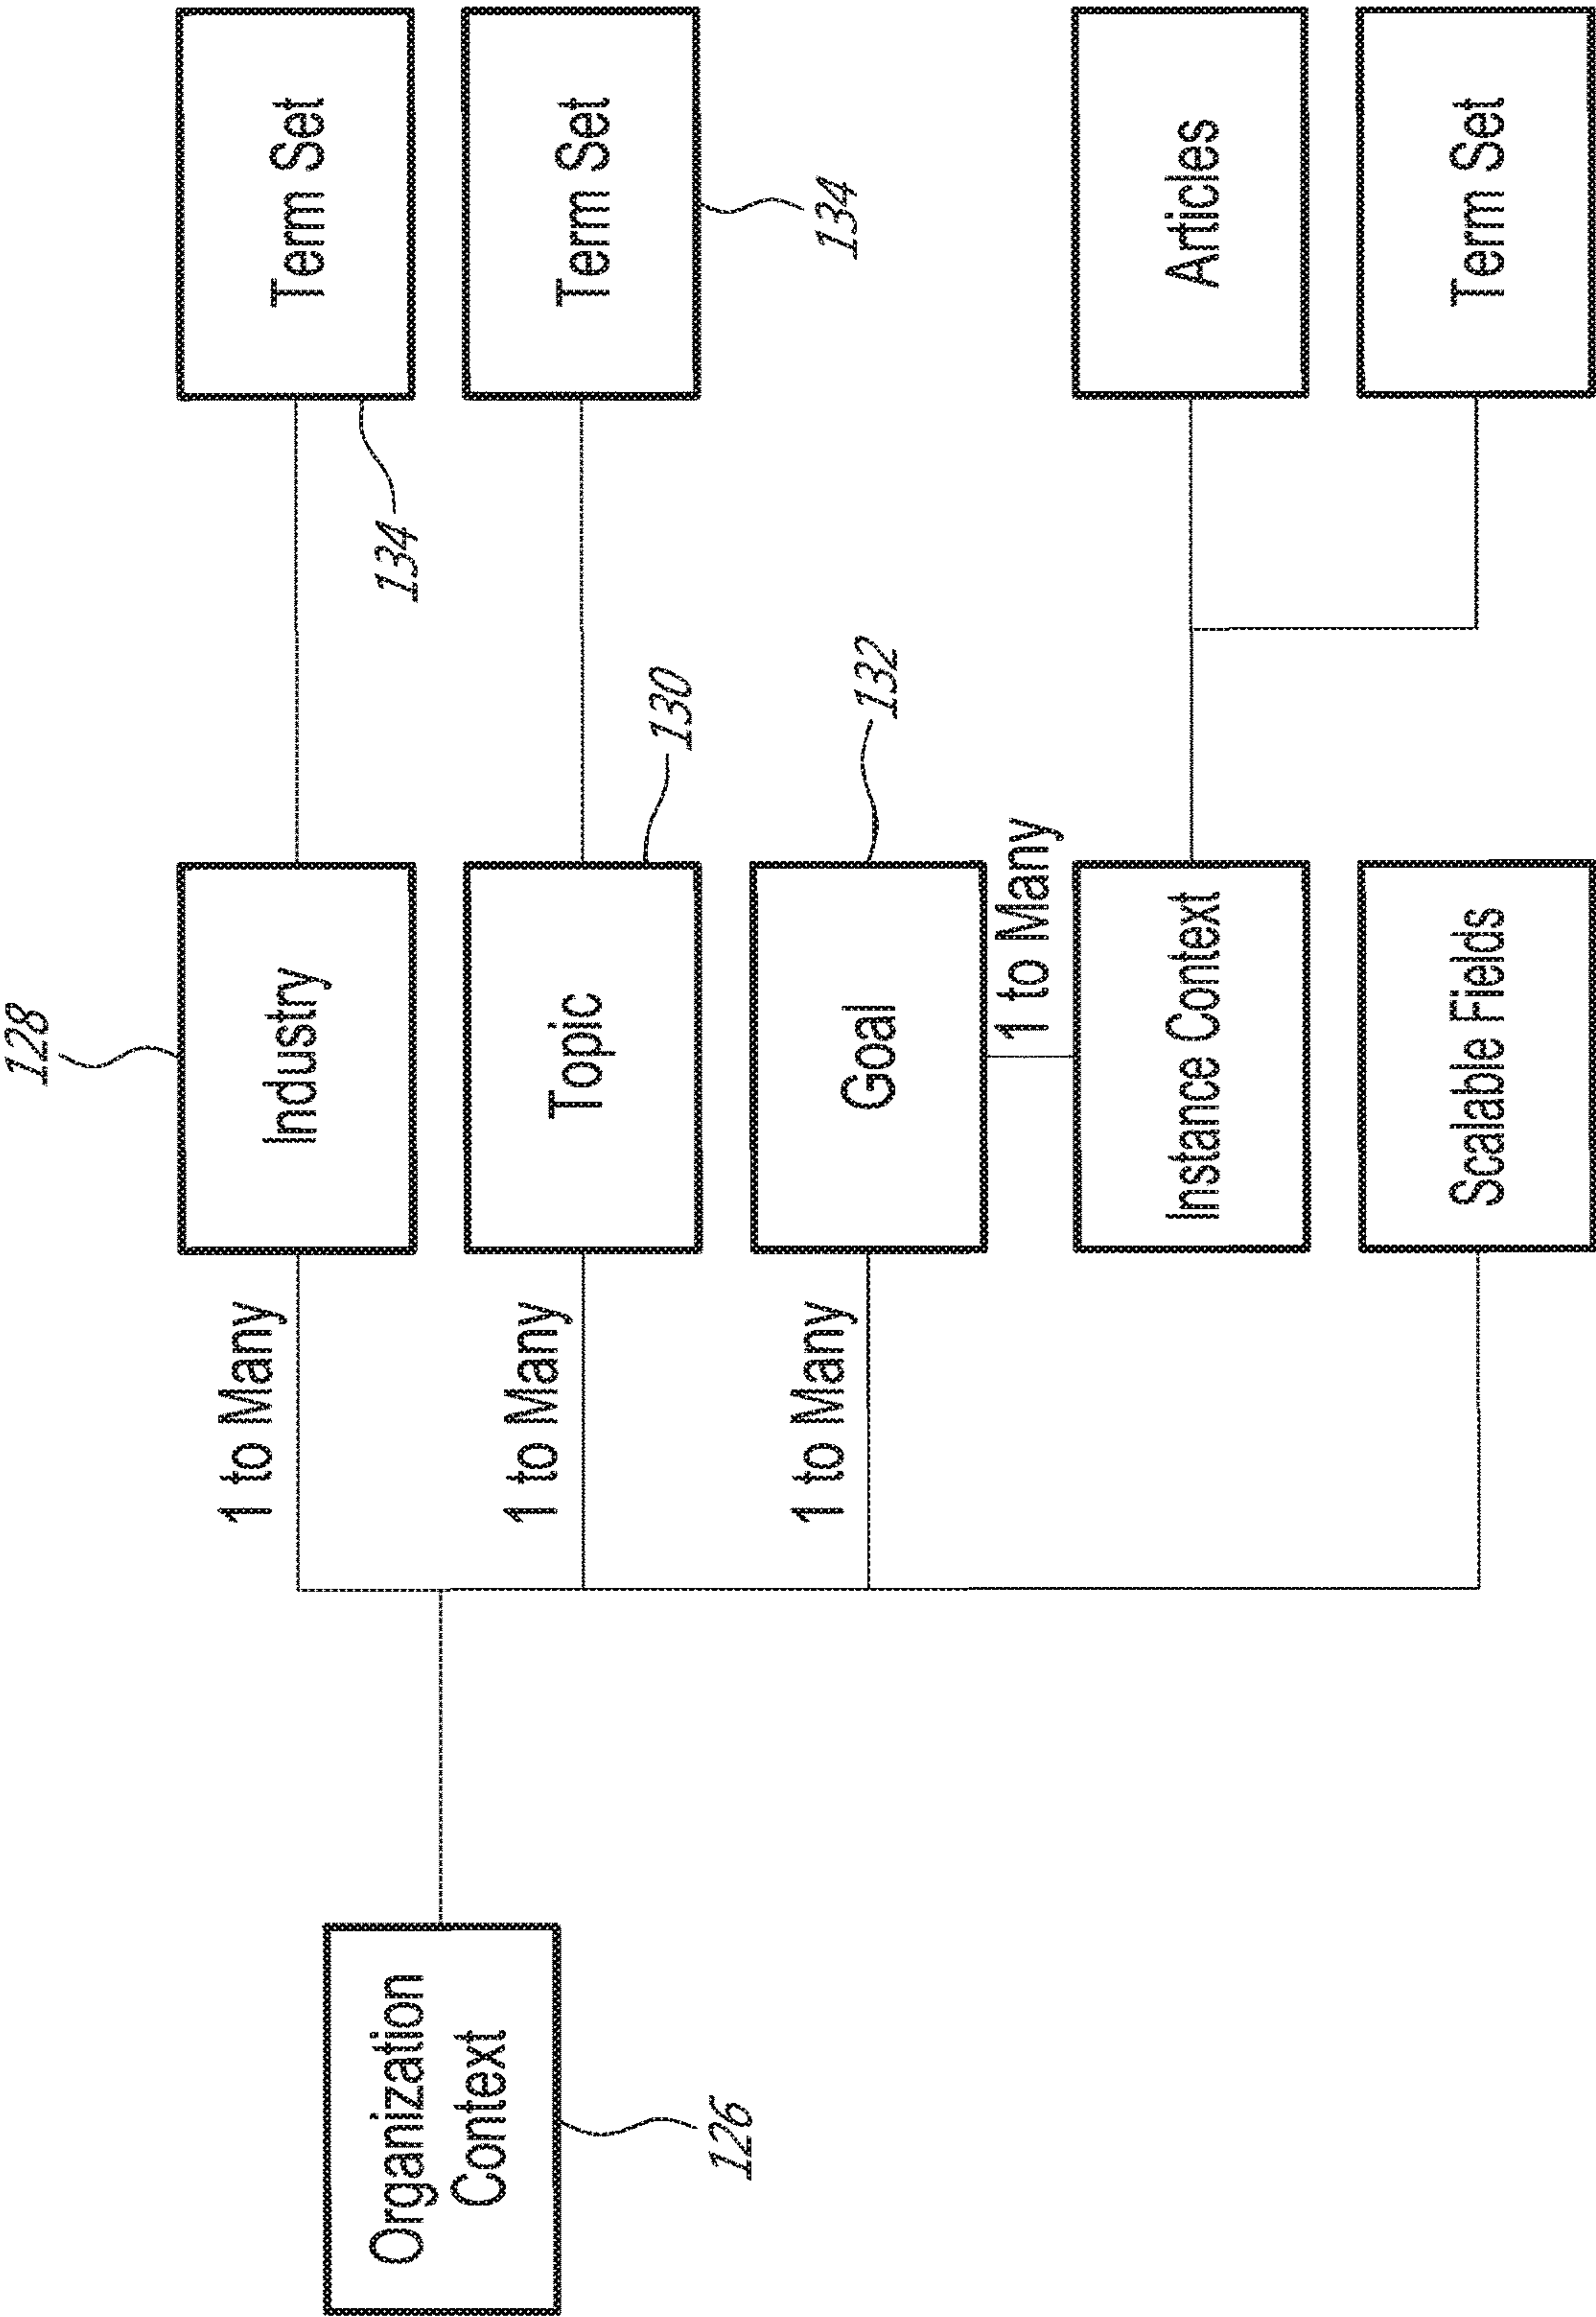 128
1 to Many
Industry
Term Set
134
Organization
Context
126
1 to Many
Topic
130
Term Set
134
1 to Many
Goal
132
1 to Many
Instance Context
Articles
Scalable Fields
Term Set